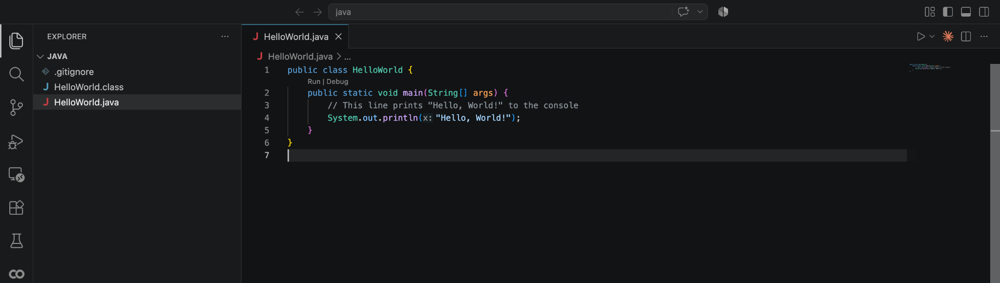 java
EXPLORER
JAVA
.gitignore
HelloWorld.class
HelloWorld.java
HelloWorld.java
HelloWorld.java > ...
1 public class HelloWorld {
Run | Debug
2 public static void main(String[] args) {
3 // This line prints "Hello, World!" to the console
4 System.out.println(x: "Hello, World!");
5 }
6 }
7